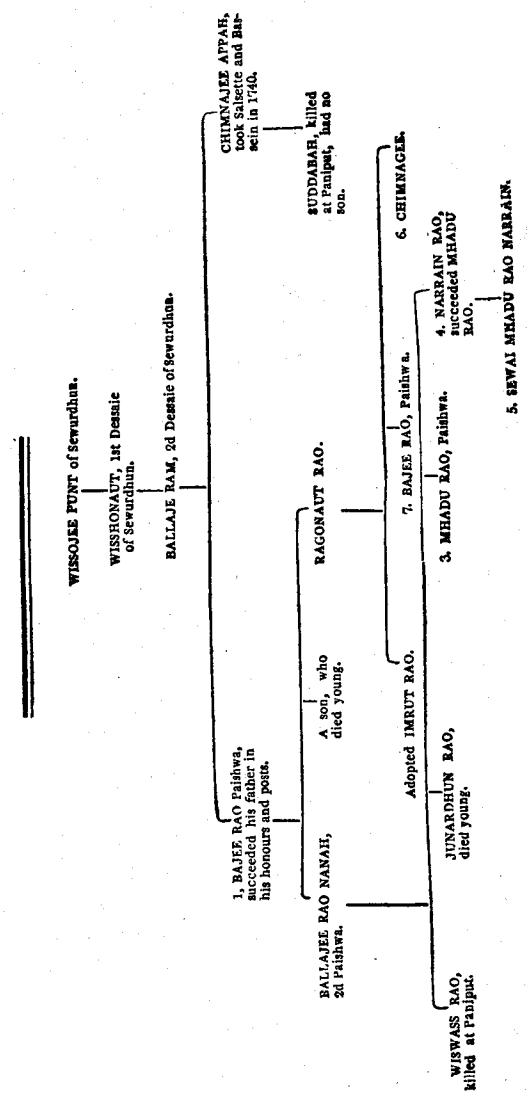 WISSOJEE PUNT of Sewurdhun.
WISSHONAUT, 1st Dessaie
of Sewurdhun.
BALLAJE RAM, 2d Dessaie of Sewurdhun.
1, BAJEE RAO Paishwa,
succeeded his father in
his honours and posts.
CHIMNAJEE APPAH,
took Salsette and Bas-
sein in 1740.
BALLAJEE RAO NANAH,
2d Paishwa.
A son, who
died young.
RAGONAUT RAO.
SUDDABAH, killed
at Paniput, had no
son.
Adopted IMRUT RAO.
7. BAJEE RAO, Paishwa.
6. CHIMNAGEE.
WISWASS RAO,
killed at Paniput.
JUNARDHUN RAO,
died young.
3. MHADU RAO, Paishwa.
4. NARRAIN RAO,
succeeded MHADU
RAO.
5. SEWAI MHADU RAO NARRAIN.